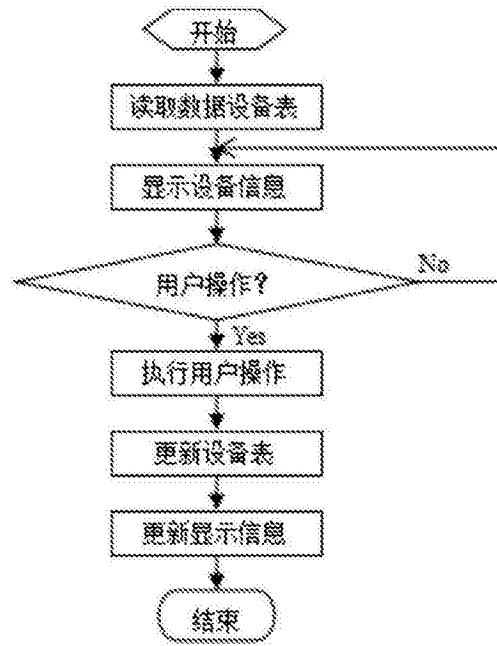 开始
读取数据设备表
显示设备信息
用户操作?
No
Yes
执行用户操作
更新设备表
更新显示信息
结束